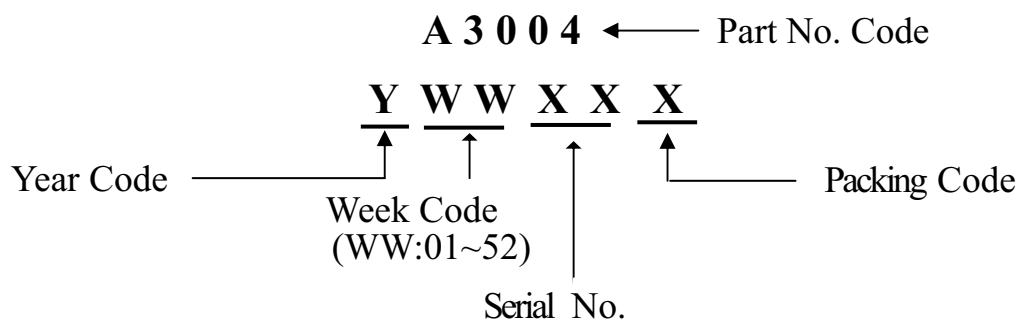 A 3 0 0 4 Part No. Code
Y W W X X X
Year Code Packing Code
Week Code
(WW:01~52)
Serial No.